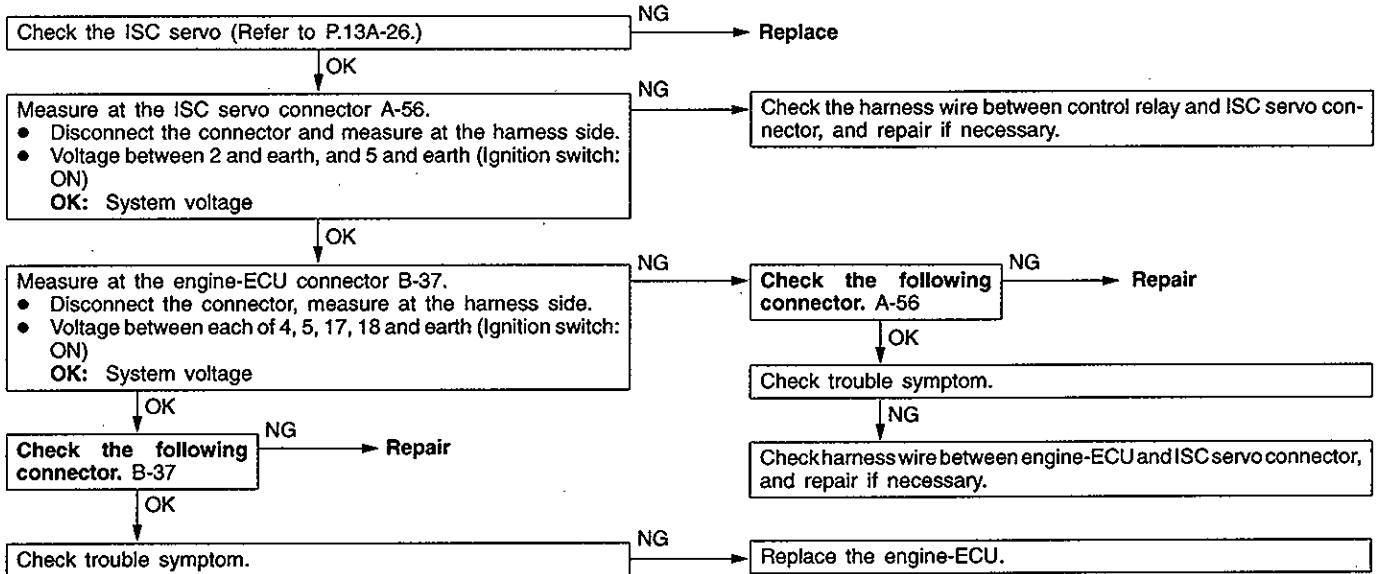 Check the ISC servo (Refer to P.13A-26.)
NG
Replace
OK
Measure at the ISC servo connector A-56.
● Disconnect the connector and measure at the harness side.
● Voltage between 2 and earth, and 5 and earth (Ignition switch:
ON)
OK: System voltage
NG
Check the harness wire between control relay and ISC servo con-
nector, and repair if necessary.
OK
Measure at the engine-ECU connector B-37.
● Disconnect the connector, measure at the harness side.
● Voltage between each of 4, 5, 17, 18 and earth (Ignition switch:
ON)
OK: System voltage
NG
Check the following
connector. A-56
NG
Repair
OK
Check trouble symptom.
NG
Check harness wire between engine-ECU and ISC servo connector,
and repair if necessary.
OK
Check the following
connector. B-37
NG
Repair
OK
Check trouble symptom.
NG
Replace the engine-ECU.